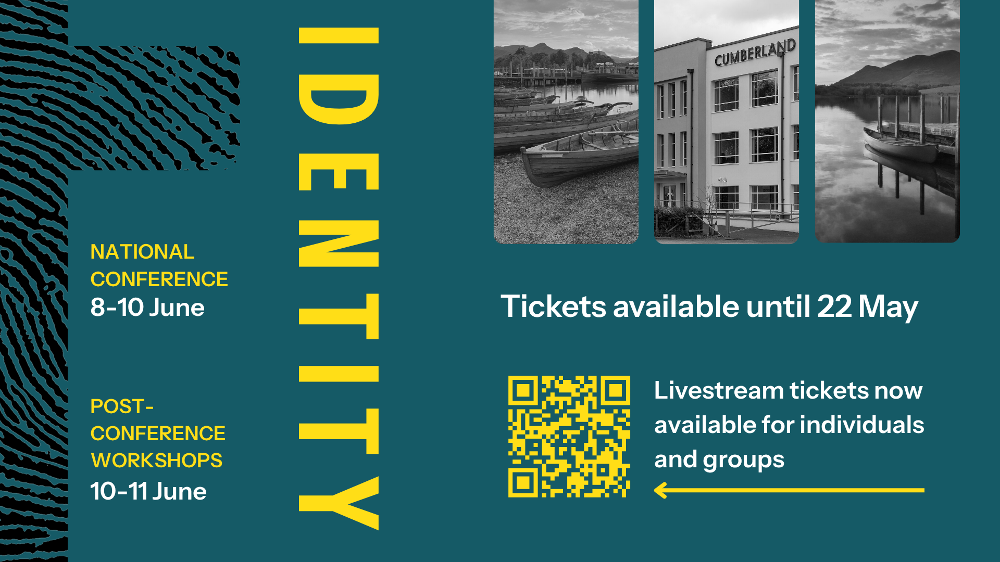 IDENTITY
NATIONAL
CONFERENCE
8-10 June
POST-
CONFERENCE
WORKSHOPS
10-11 June
CUMBERLAND
Tickets available until 22 May
Livestream tickets now
available for individuals
and groups